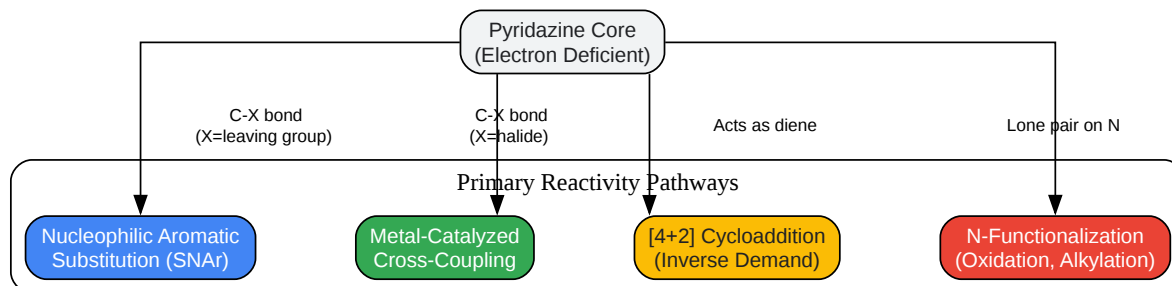 Pyridazine Core
(Electron Deficient)
C-X bond
(X=leaving group)
C-X bond
(X=halide)
Acts as diene
Lone pair on N
Primary Reactivity Pathways
Nucleophilic Aromatic
Substitution (SNAr)
Metal-Catalyzed
Cross-Coupling
[4+2] Cycloaddition
(Inverse Demand)
N-Functionalization
(Oxidation, Alkylation)